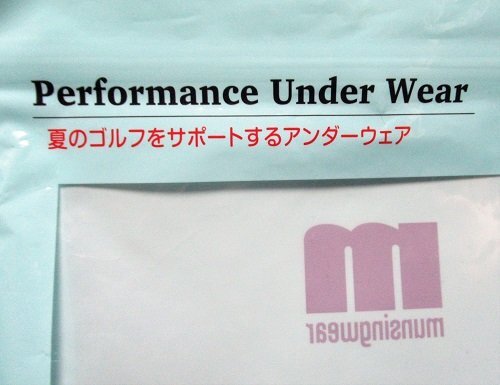 Performance Under Wear
夏のゴルフをサポートするアンダーウェア
m
munsingwear